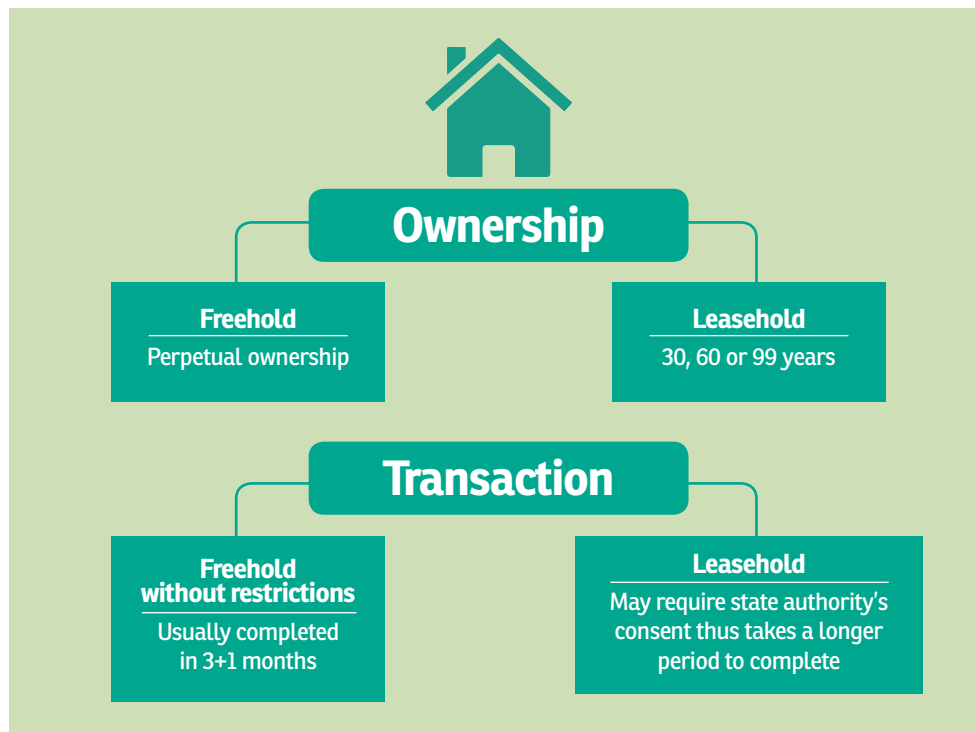 Ownership
Freehold
Perpetual ownership
Leasehold
30, 60 or 99 years
Transaction
Freehold
without restrictions
Usually completed
in 3+1 months
Leasehold
May require state authority's
consent thus takes a longer
period to complete